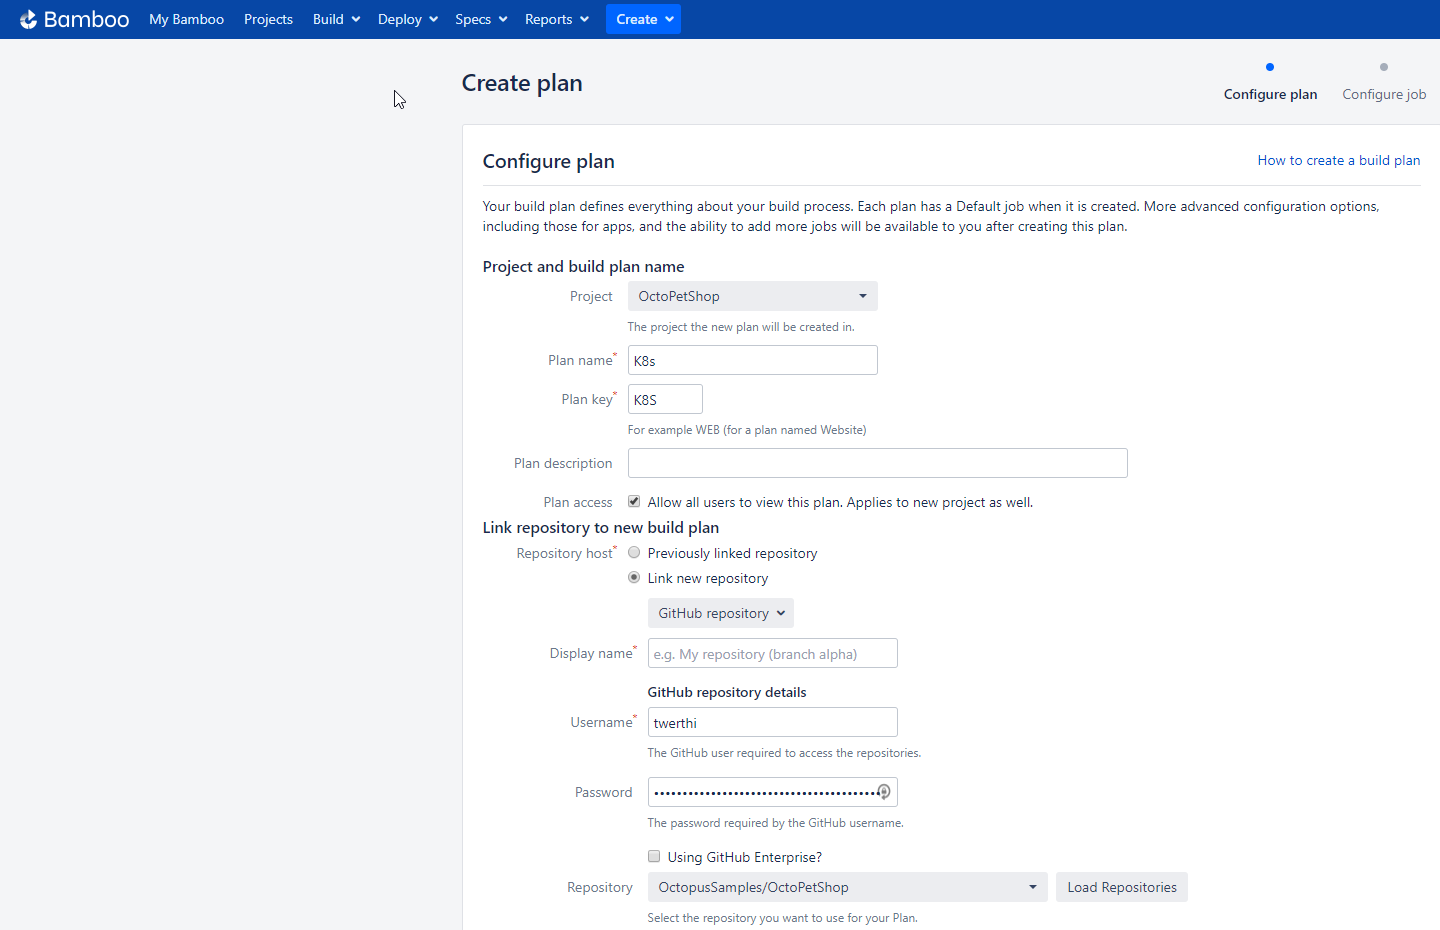 Bamboo My Bamboo Projects Build Deploy Specs Reports Create
Create plan
Configure plan Configure job
Configure plan
How to create a build plan
Your build plan defines everything about your build process. Each plan has a Default job when it is created. More advanced configuration options,
including those for apps, and the ability to add more jobs will be available to you after creating this plan.
Project and build plan name
Project OctoPetShop
The project the new plan will be created in.
Plan name* K8s
Plan key* K8S
For example WEB (for a plan named Website)
Plan description
Plan access Allow all users to view this plan. Applies to new project as well.
Link repository to new build plan
Repository host* Previously linked repository
Link new repository
GitHub repository
Display name* e.g. My repository (branch alpha)
GitHub repository details
Username* twerthi
The GitHub user required to access the repositories.
Password ••••••••••••••••••••••••••••••••••••••••
The password required by the GitHub username.
Using GitHub Enterprise?
Repository OctopusSamples/OctoPetShop Load Repositories
Select the repository you want to use for your Plan.